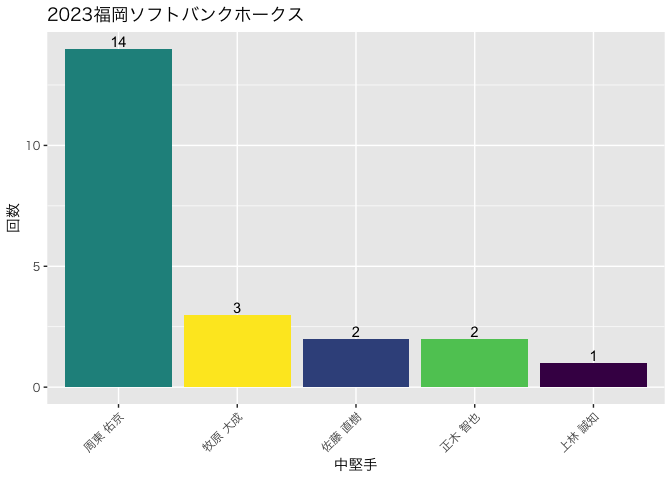 2023福岡ソフトバンクホークス
14
3
2
2
1
10
5
0
回数
周東 佑京
牧原 大成
佐藤 直樹
正木 智也
上林 誠知
中堅手